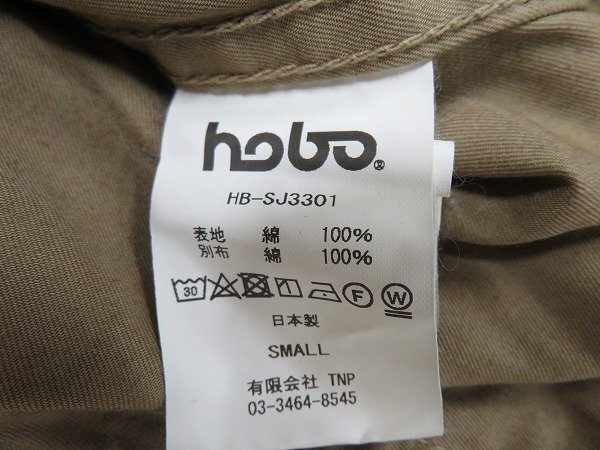 hobo®
HB-SJ3301
表地 綿 100%
別布 綿 100%
30 F W
日本製
SMALL
有限会社 TNP
03-3464-8545